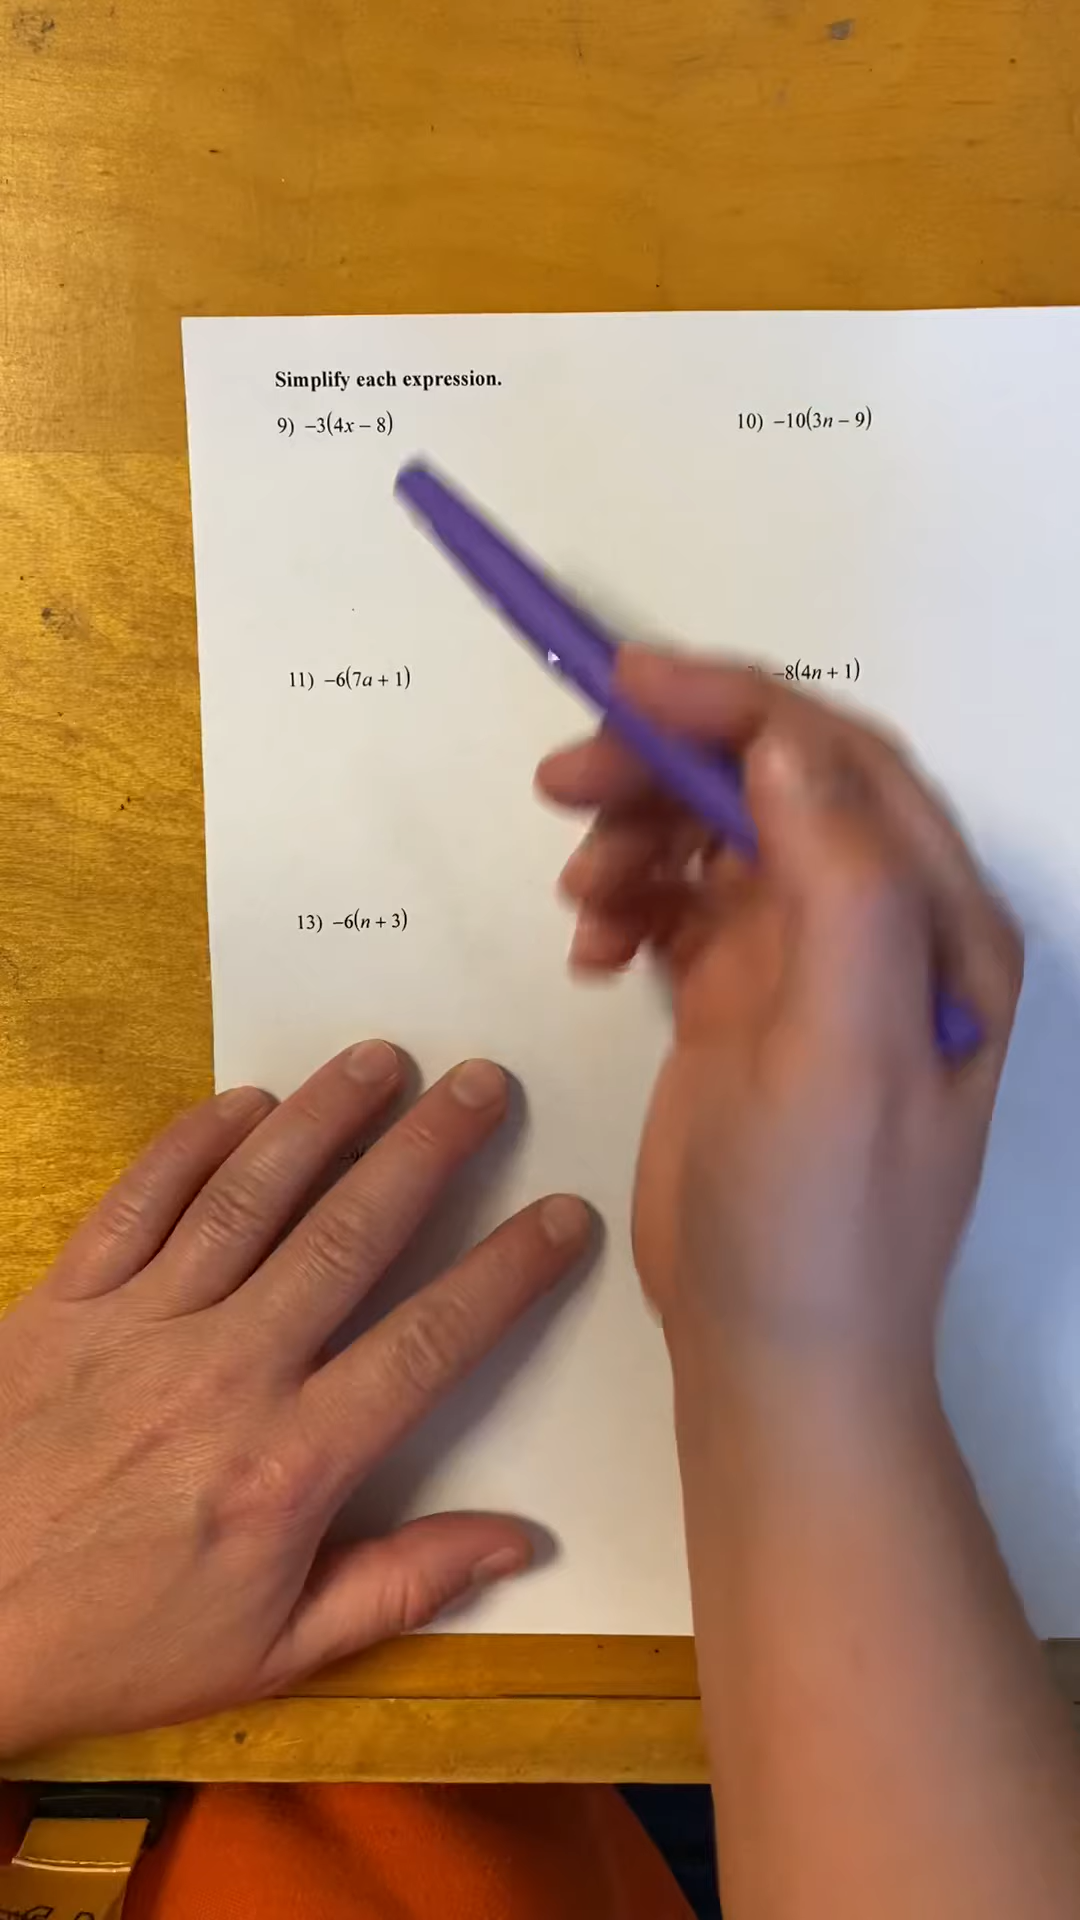 Simplify each expression.
9) −3(4x − 8)
10) −10(3n − 9)
11) −6(7a + 1)
−8(4n + 1)
13) −6(n + 3)